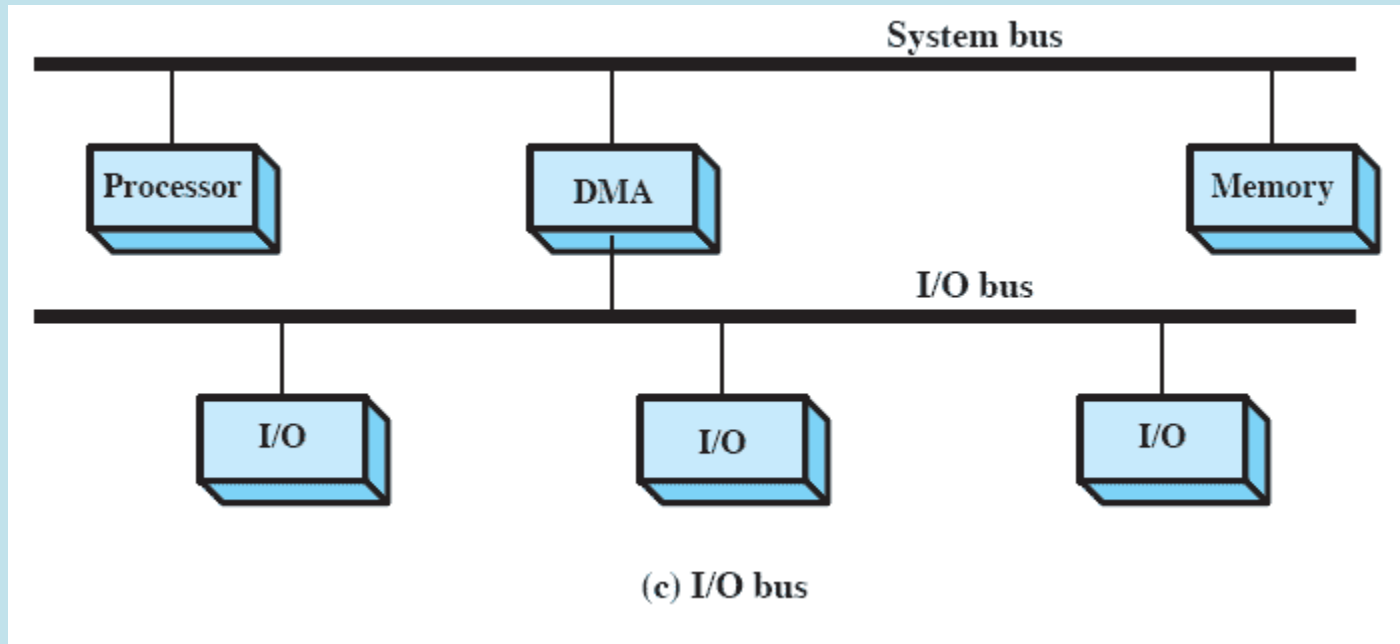 System bus
Processor
DMA
Memory
I/O bus
I/O
I/O
I/O
(c) I/O bus